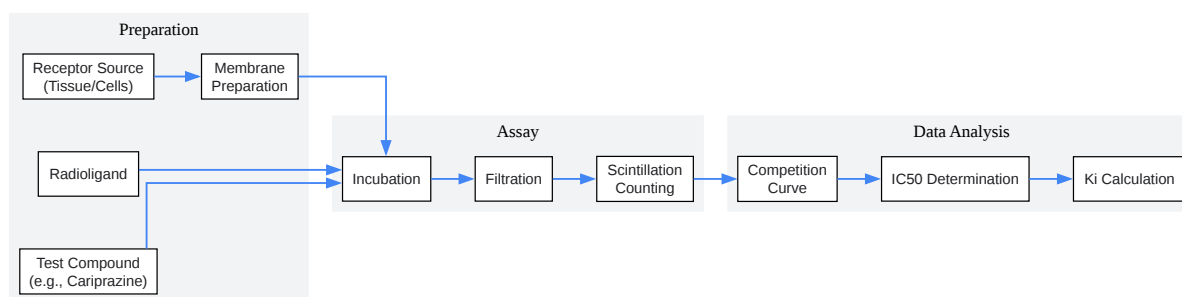 Preparation
Receptor Source
(Tissue/Cells)
Membrane
Preparation
Radioligand
Test Compound
(e.g., Cariprazine)
Assay
Incubation
Filtration
Scintillation
Counting
Data Analysis
Competition
Curve
IC50 Determination
Ki Calculation